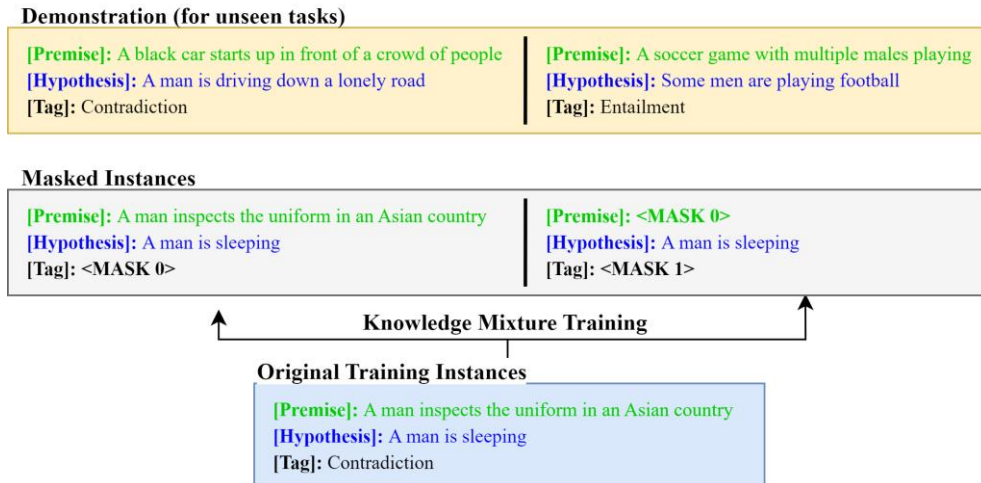 Demonstration (for unseen tasks)
[Premise]: A black car starts up in front of a crowd of people
[Hypothesis]: A man is driving down a lonely road
[Tag]: Contradiction
[Premise]: A soccer game with multiple males playing
[Hypothesis]: Some men are playing football
[Tag]: Entailment
Masked Instances
[Premise]: A man inspects the uniform in an Asian country
[Hypothesis]: A man is sleeping
[Tag]: <MASK 0>
[Premise]: <MASK 0>
[Hypothesis]: A man is sleeping
[Tag]: <MASK 1>
Knowledge Mixture Training
Original Training Instances
[Premise]: A man inspects the uniform in an Asian country
[Hypothesis]: A man is sleeping
[Tag]: Contradiction